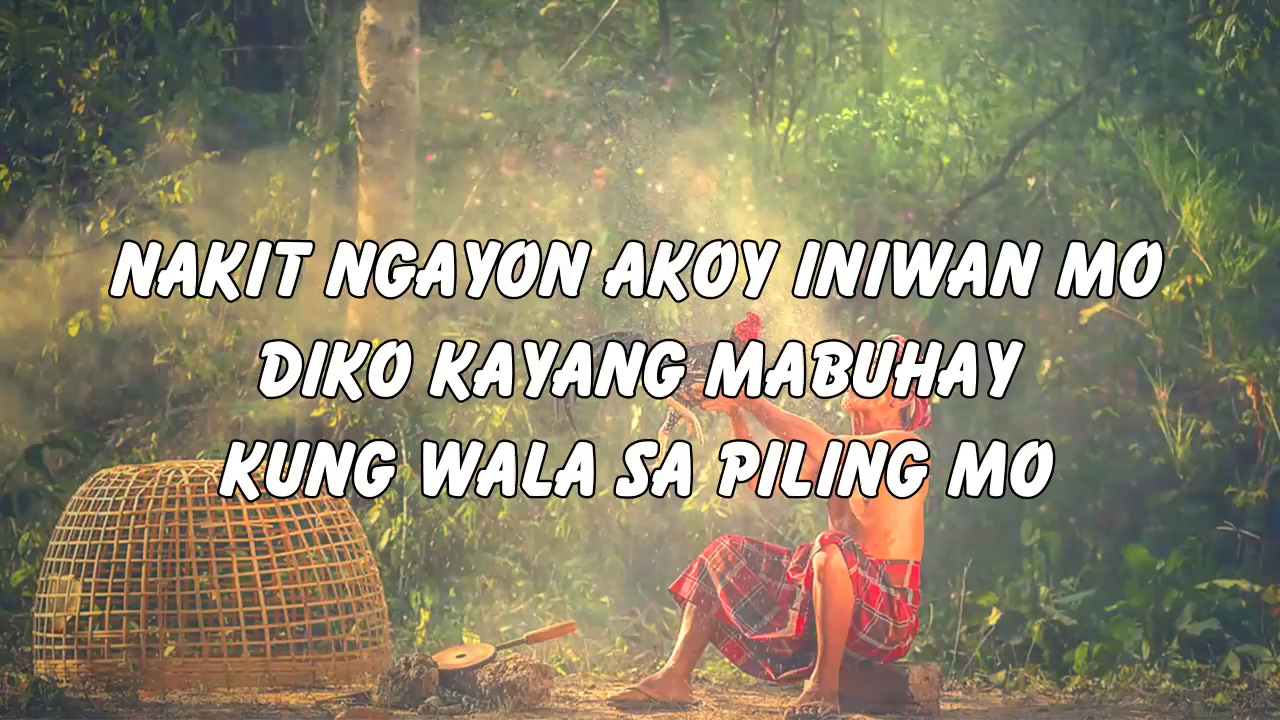 NAKIT NGAYON AKOY INIWAN MO
DIKO KAYANG MABUHAY
KUNG WALA SA PILING MO